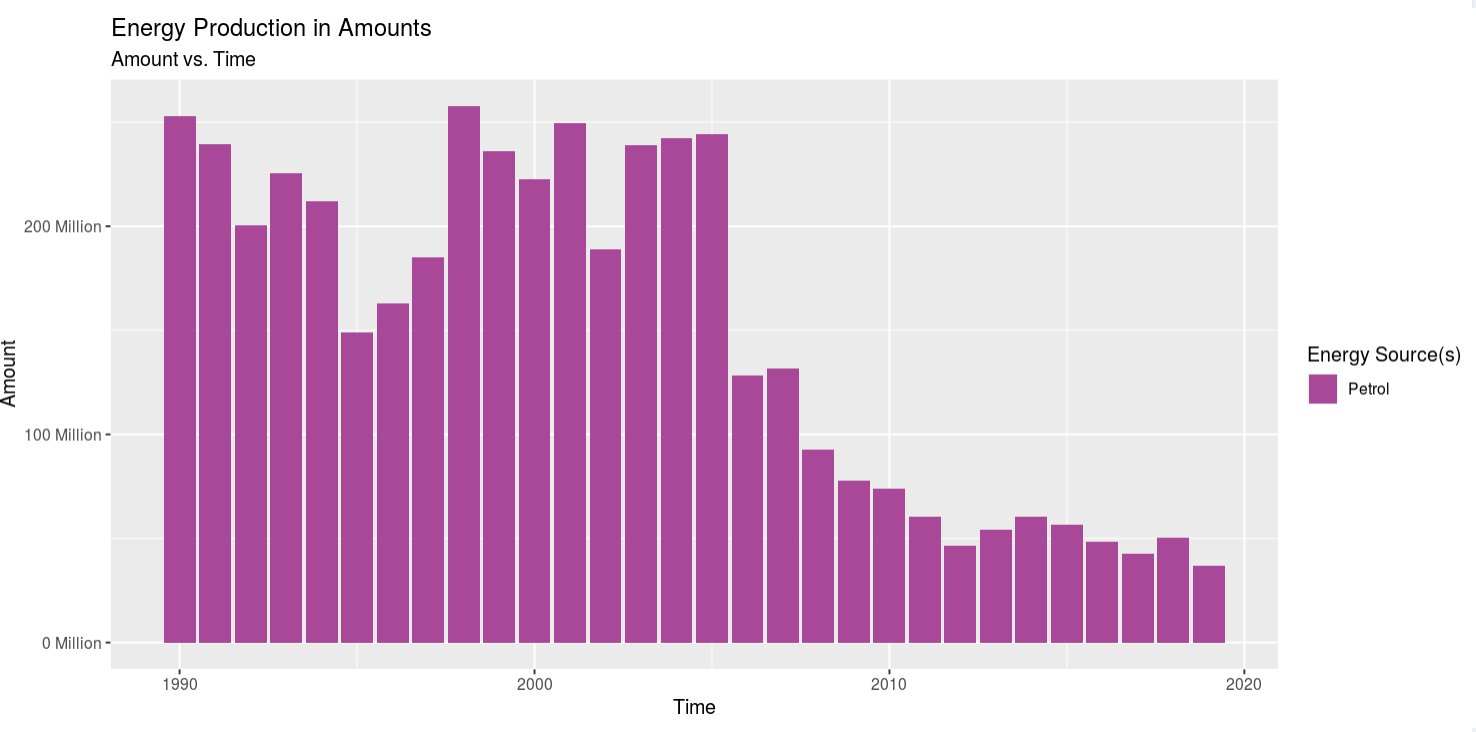 Energy Production in Amounts
Amount vs. Time
200 Million
100 Million
0 Million
Amount
1990
2000
2010
2020
Time
Energy Source(s)
Petrol